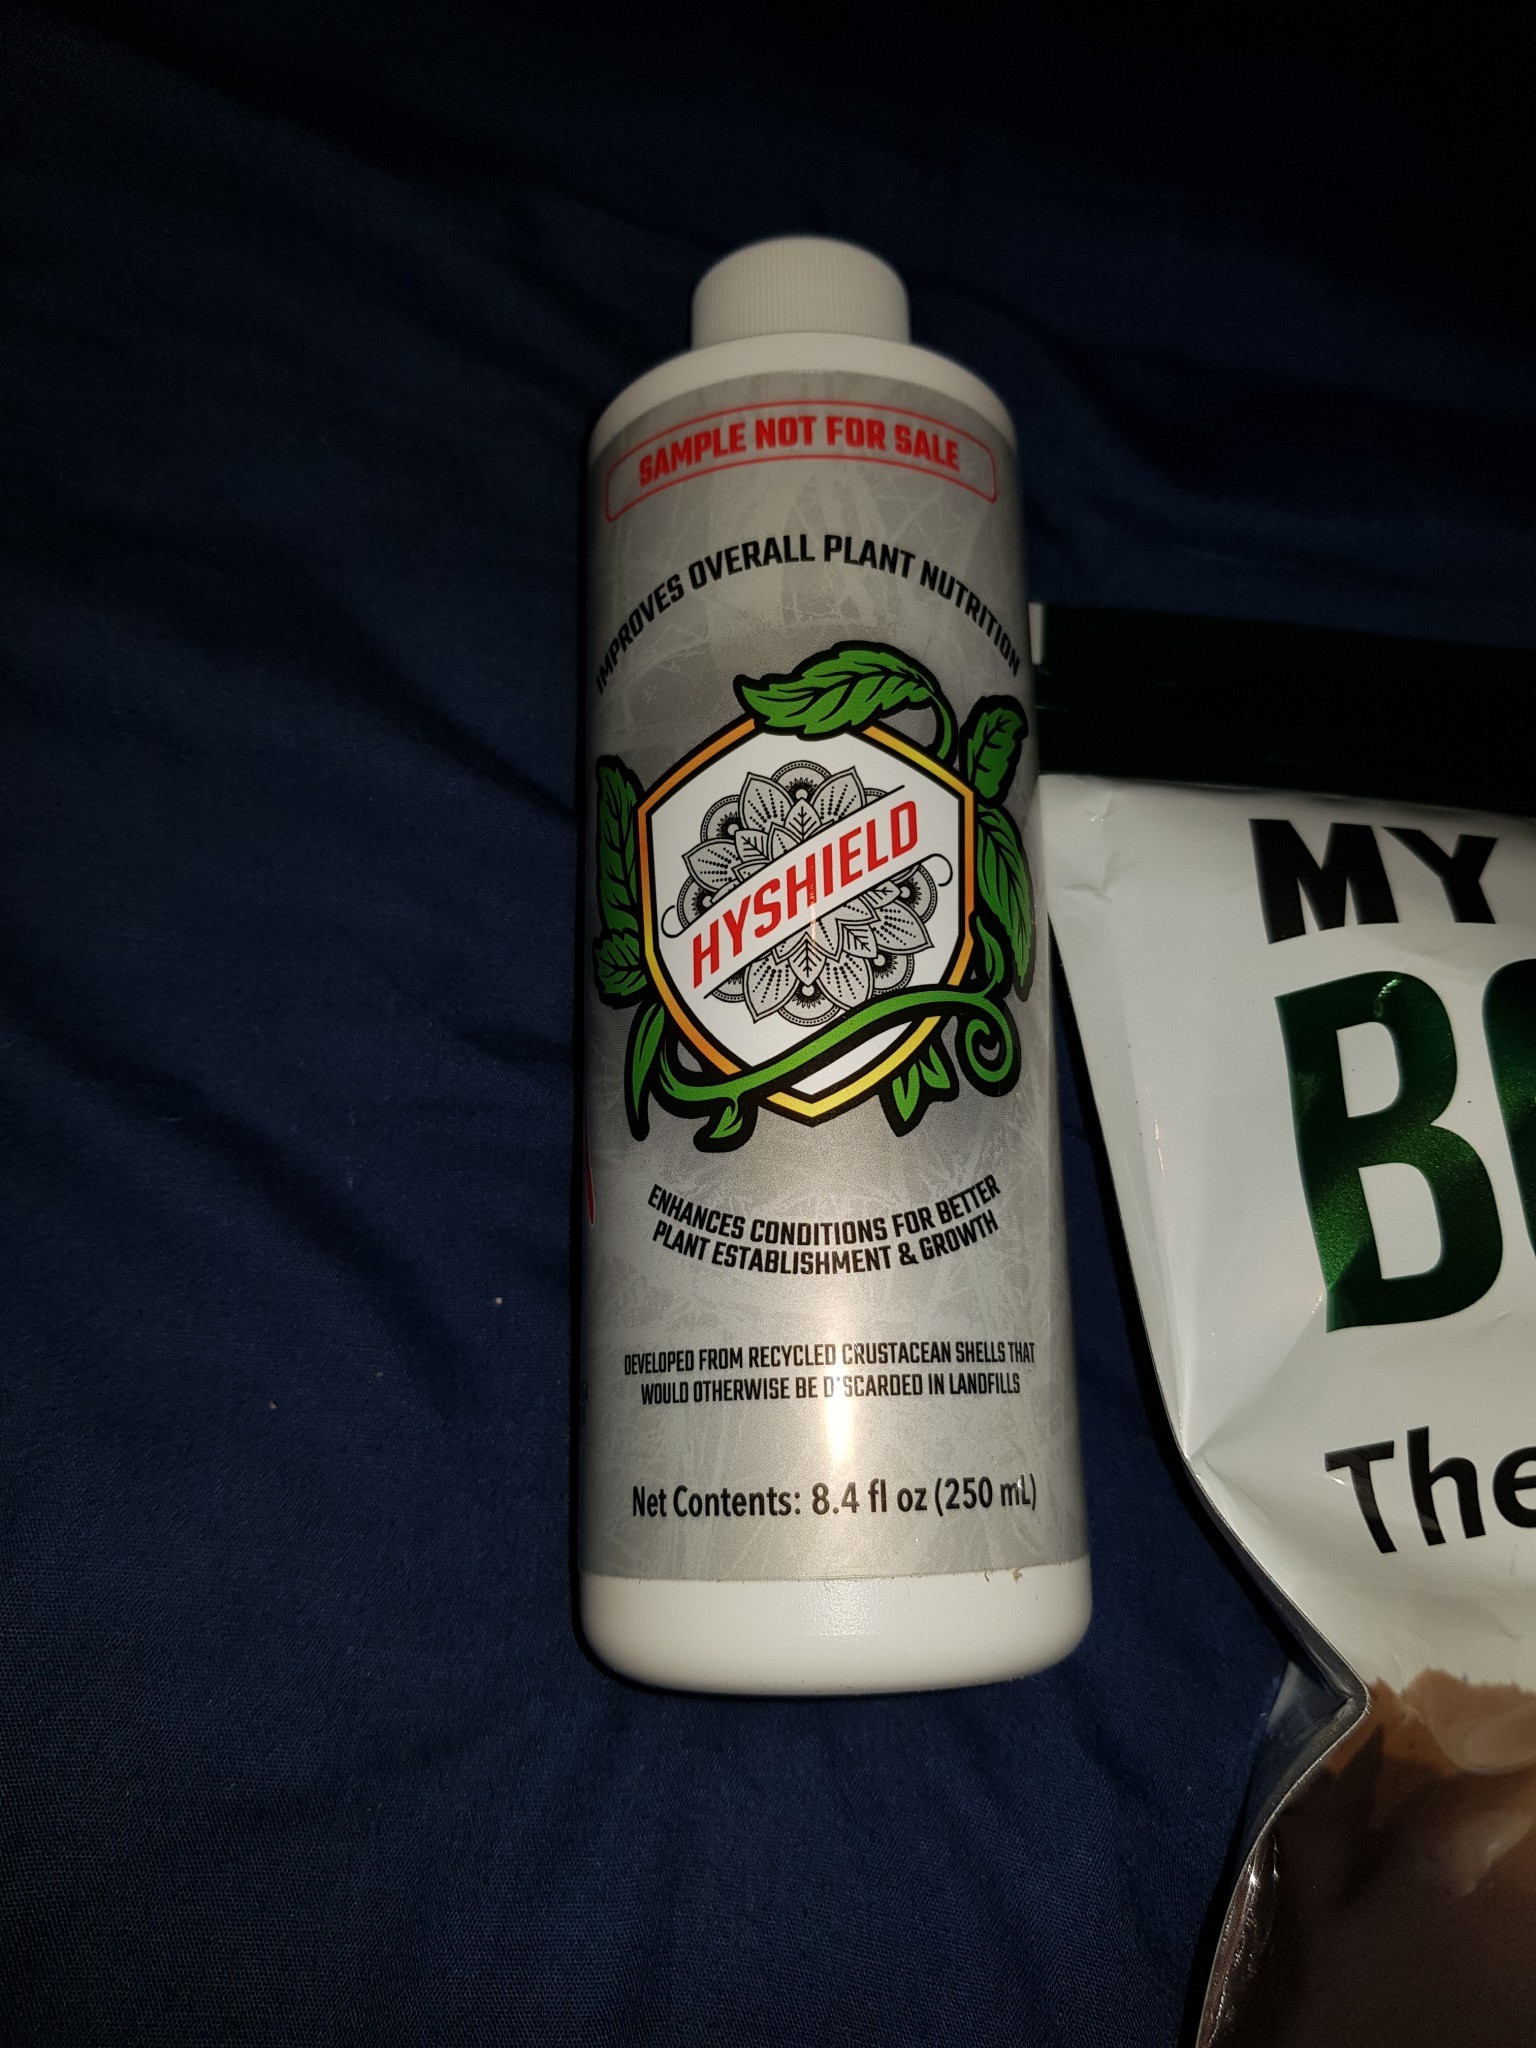 SAMPLE NOT FOR SALE
IMPROVES OVERALL PLANT NUTRITION
HYSHIELD
ENHANCES CONDITIONS FOR BETTER
PLANT ESTABLISHMENT & GROWTH
DEVELOPED FROM RECYCLED CRUSTACEAN SHELLS THAT
WOULD OTHERWISE BE DISCARDED IN LANDFILLS
Net Contents: 8.4 fl oz (250 mL)
MY
The